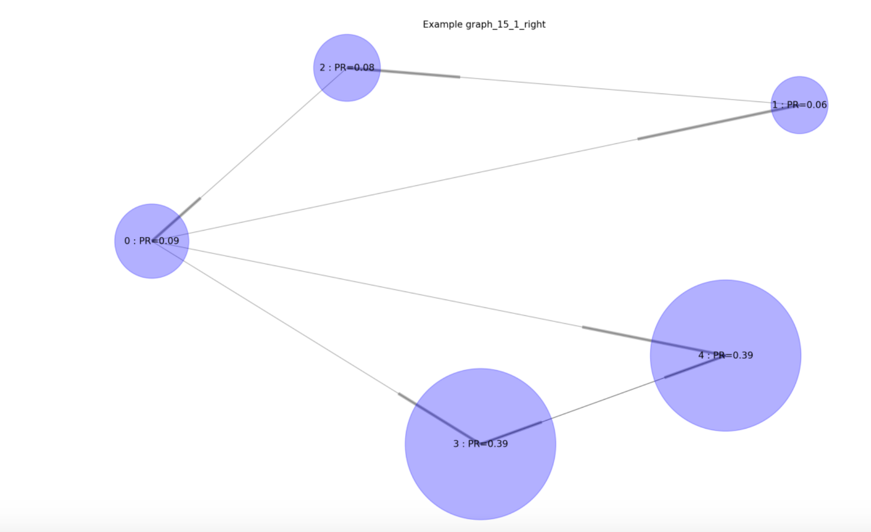 Example graph_15_1_right
2 : PR=0.08
1 : PR=0.06
0 : PR=0.09
4 : PR=0.39
3 : PR=0.39